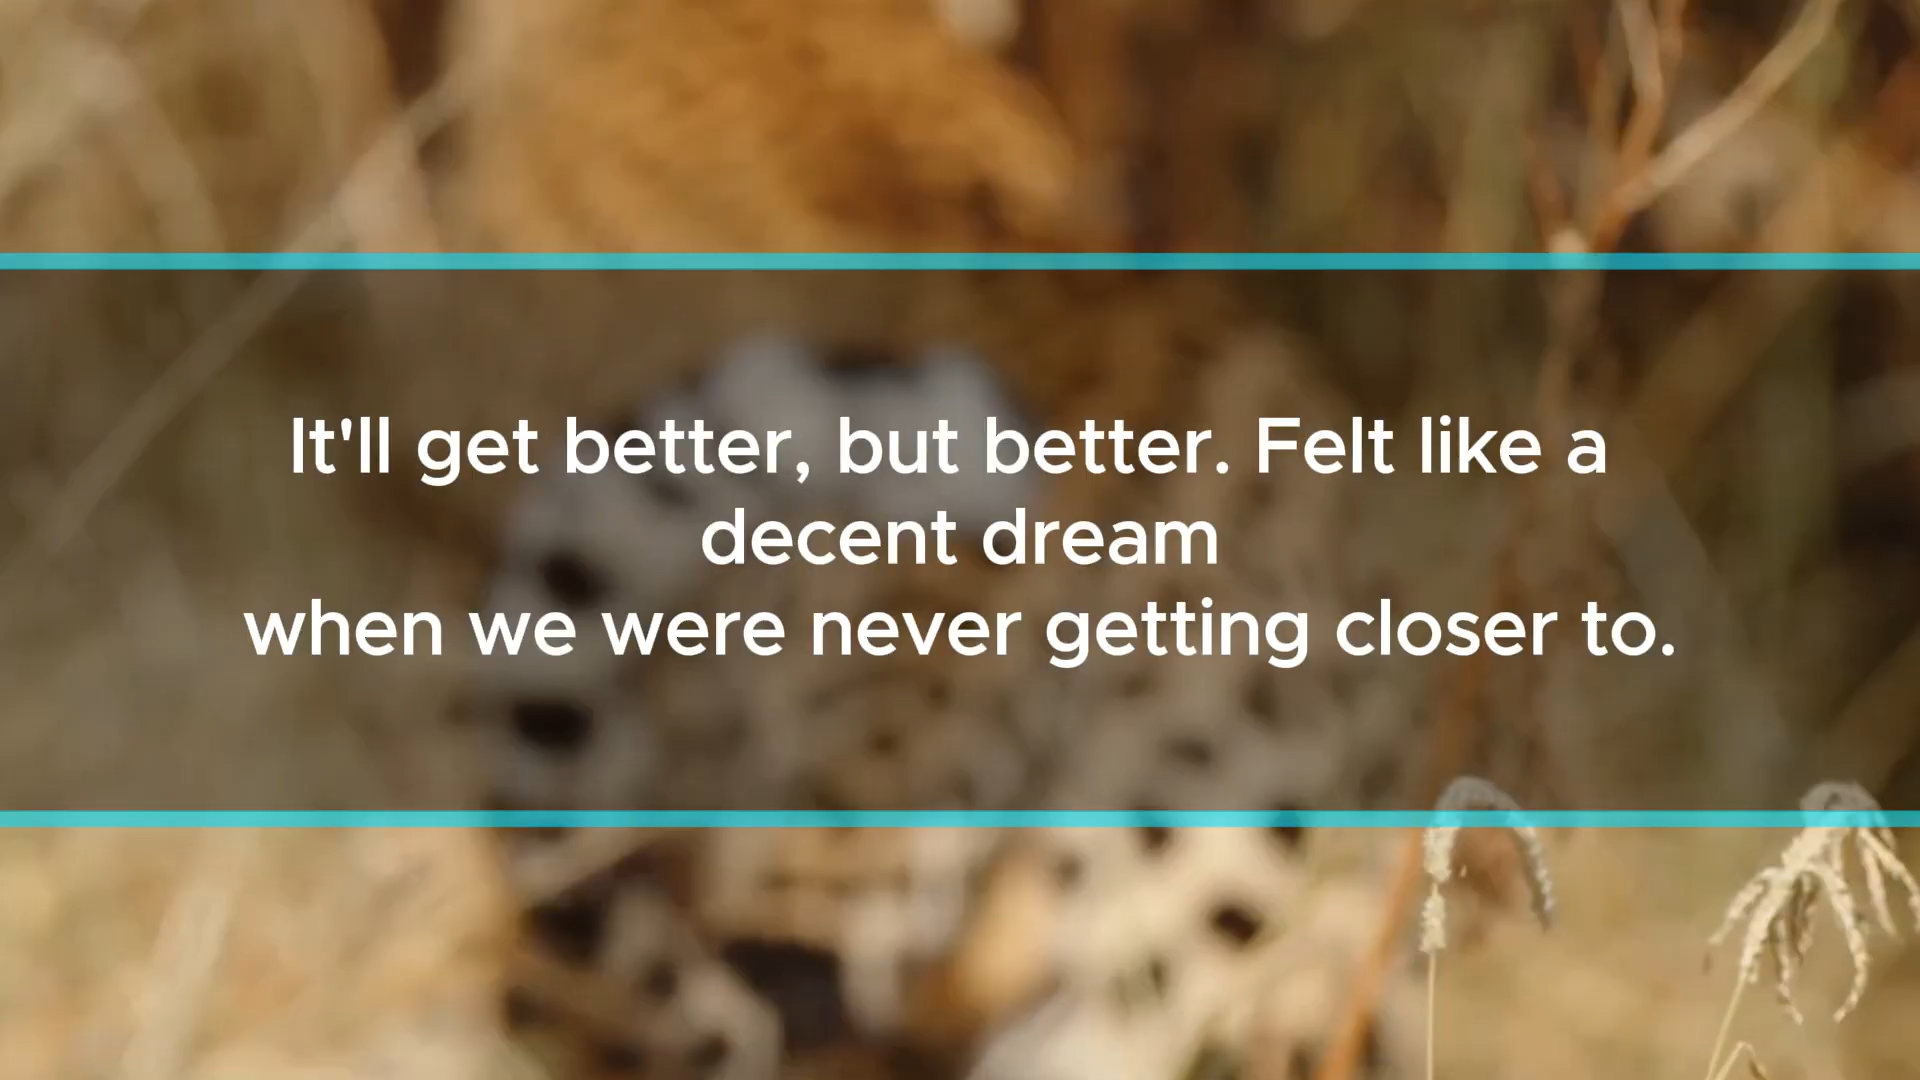 It'll get better, but better. Felt like a
decent dream
when we were never getting closer to.